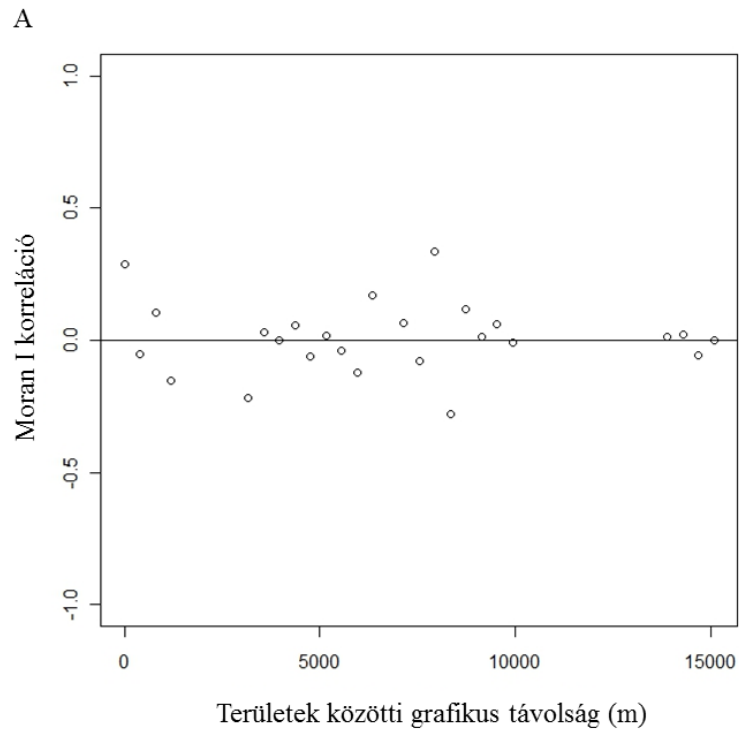 A
1.0
0.5
0.0
-0.5
-1.0
Moran I korreláció
0 5000 10000 15000
Területek közötti grafikus távolság (m)